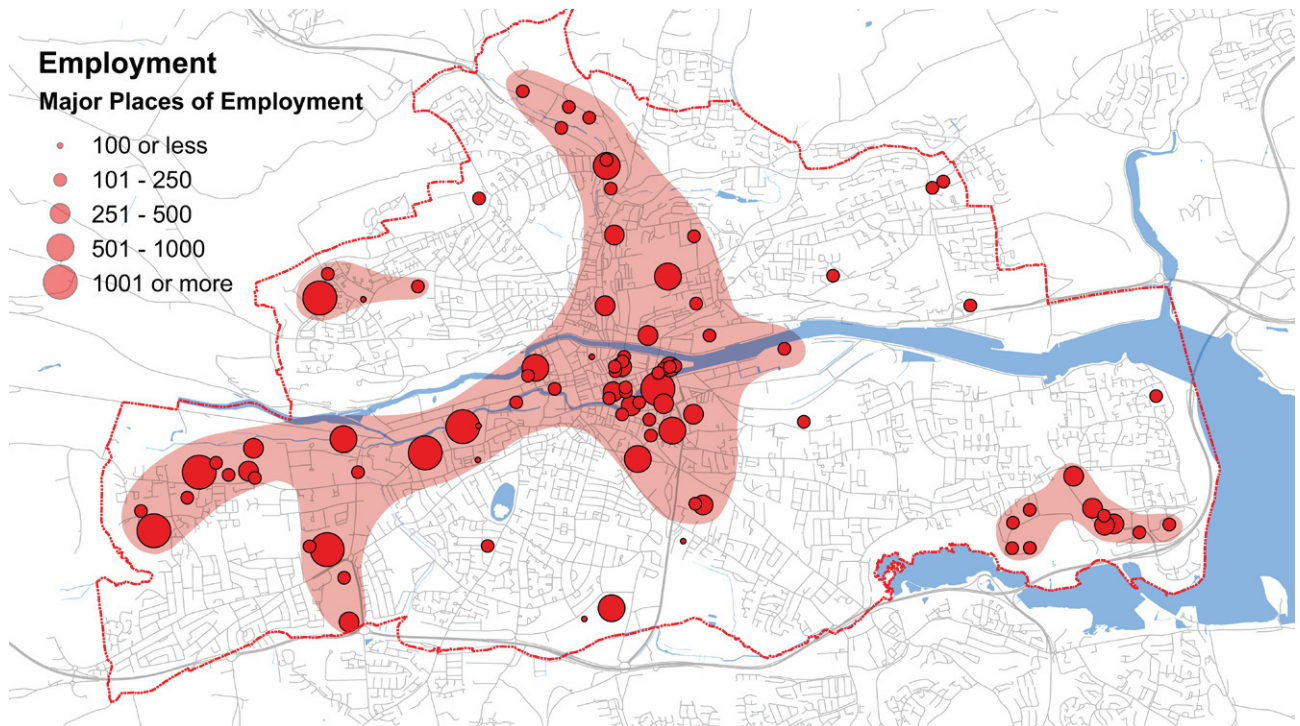 Employment
Major Places of Employment
100 or less
101 - 250
251 - 500
501 - 1000
1001 or more